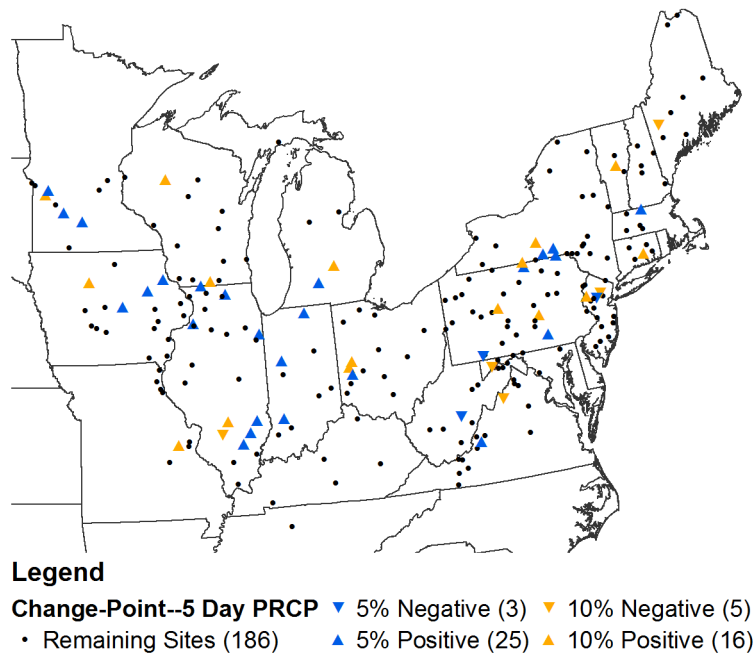 Legend
Change-Point--5 Day PRCP ▼ 5% Negative (3) ▼ 10% Negative (5)
• Remaining Sites (186) ▲ 5% Positive (25) ▲ 10% Positive (16)